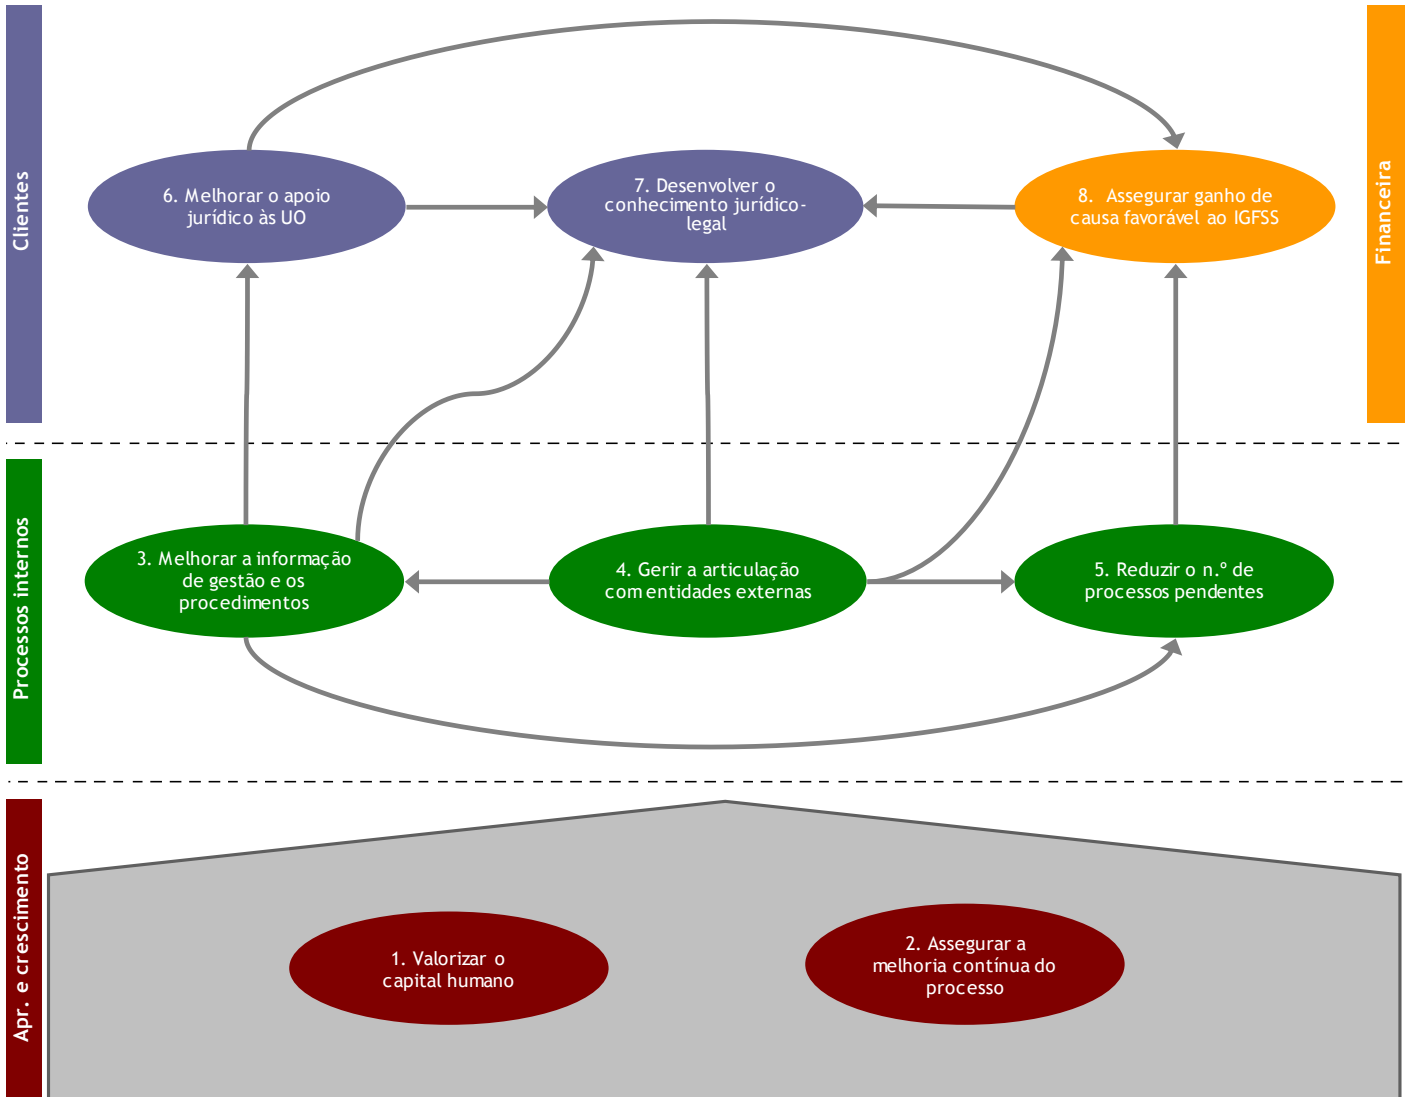 Clientes
Financeira
6. Melhorar o apoio
jurídico às UO
7. Desenvolver o
conhecimento jurídico-
legal
8. Assegurar ganho de
causa favorável ao IGFSS
Processos internos
3. Melhorar a informação
de gestão e os
procedimentos
4. Gerir a articulação
com entidades externas
5. Reduzir o n.º de
processos pendentes
Apr. e crescimento
1. Valorizar o
capital humano
2. Assegurar a
melhoria contínua do
processo